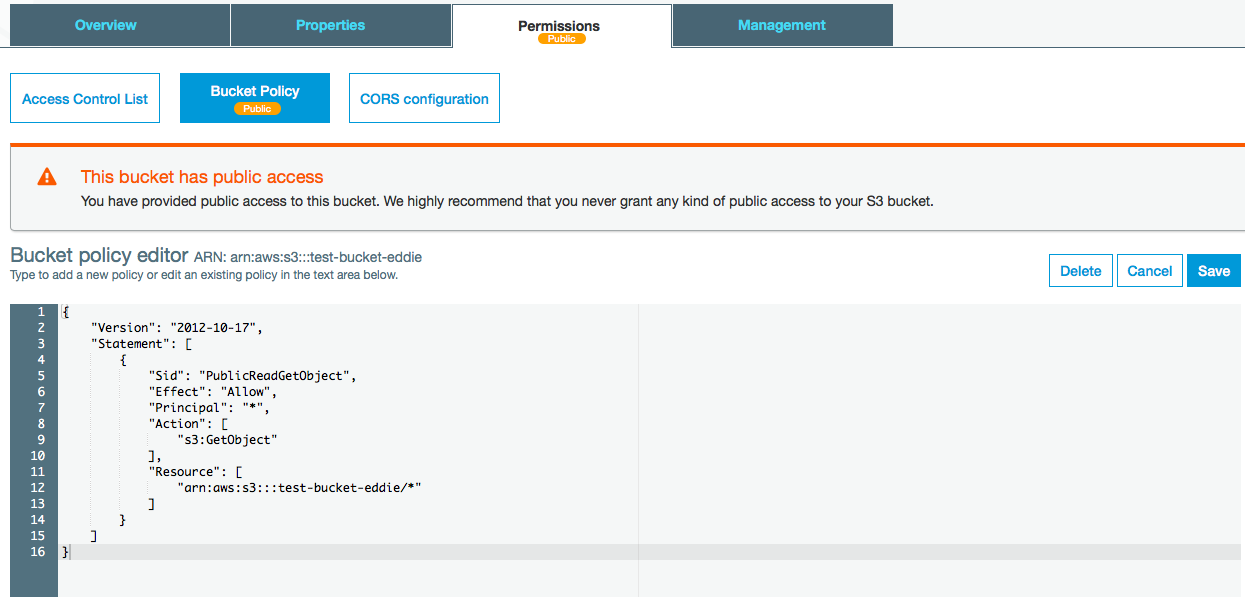 Overview
Properties
Permissions
Public
Management
Access Control List
Bucket Policy
Public
CORS configuration
This bucket has public access
You have provided public access to this bucket. We highly recommend that you never grant any kind of public access to your S3 bucket.
Bucket policy editor ARN: arn:aws:s3:::test-bucket-eddie
Type to add a new policy or edit an existing policy in the text area below.
Delete
Cancel
Save
1 {
2     "Version": "2012-10-17",
3     "Statement": [
4         {
5             "Sid": "PublicReadGetObject",
6             "Effect": "Allow",
7             "Principal": "*",
8             "Action": [
9                 "s3:GetObject"
10             ],
11             "Resource": [
12                 "arn:aws:s3:::test-bucket-eddie/*"
13             ]
14         }
15     ]
16 }